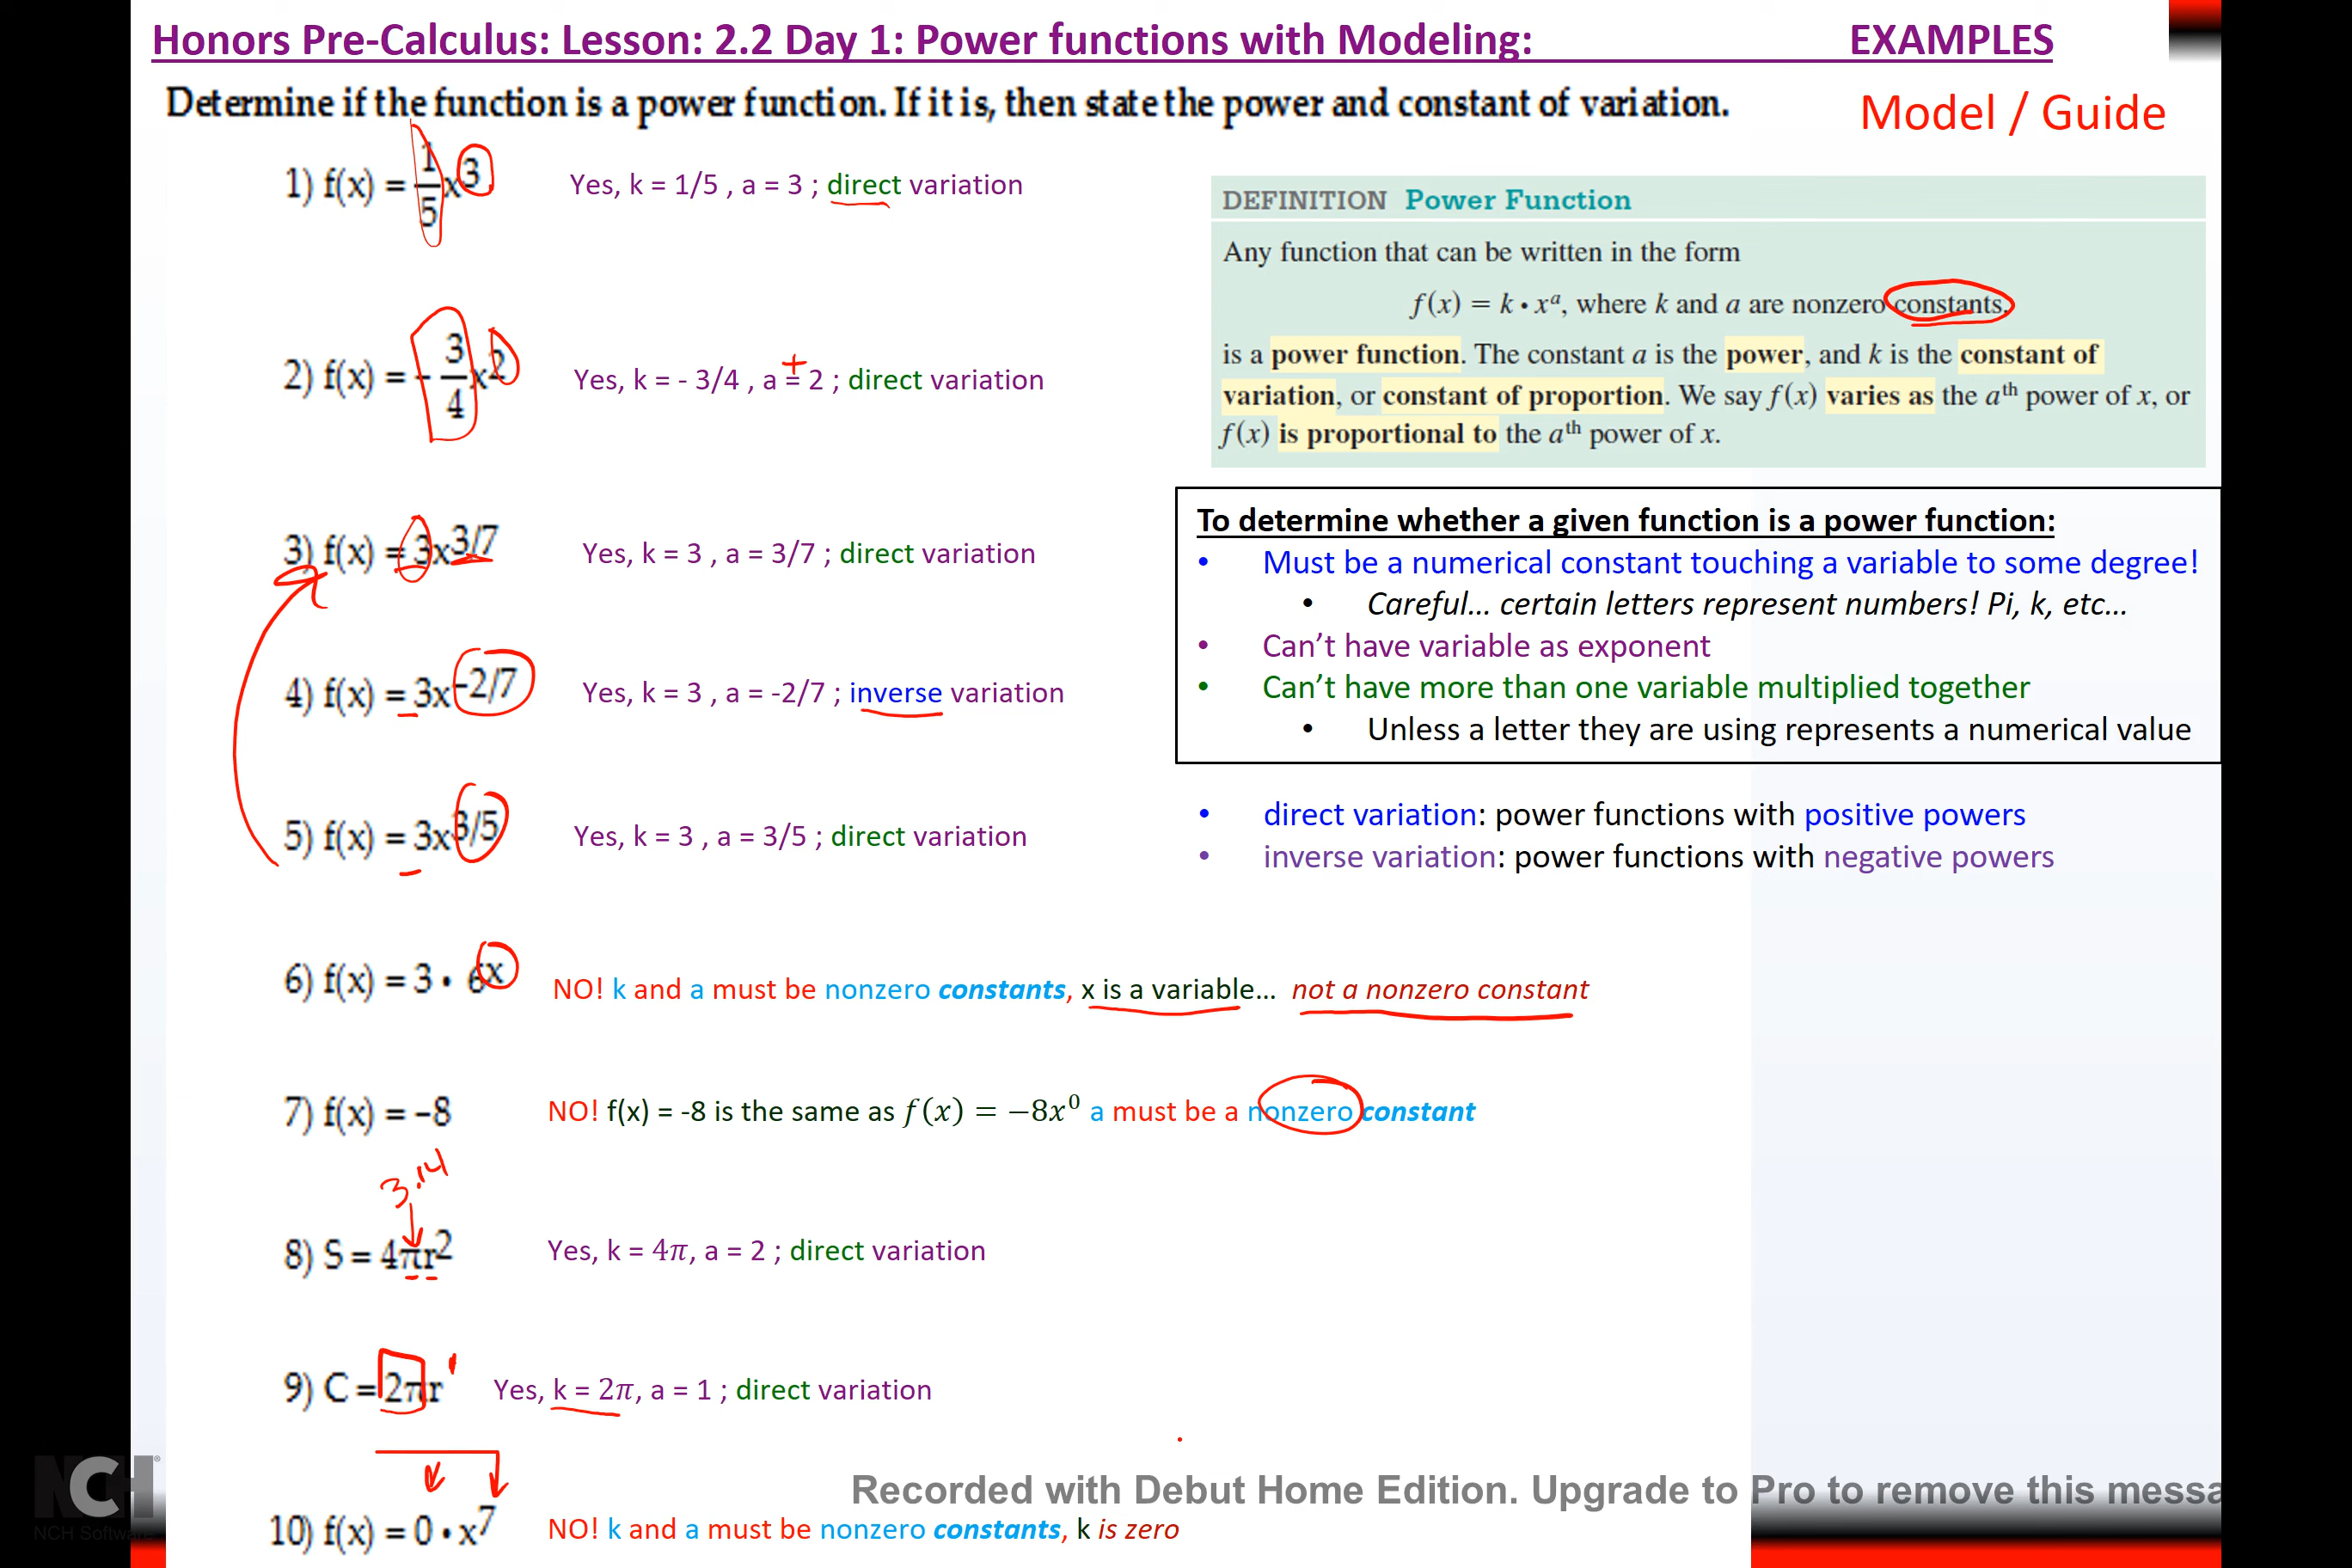 Honors Pre-Calculus: Lesson: 2.2 Day 1: Power functions with Modeling: EXAMPLES
Determine if the function is a power function. If it is, then state the power and constant of variation.
Model / Guide
1) f(x) = 1/5 x^3 Yes, k = 1/5 , a = 3 ; direct variation
2) f(x) = - 3/4 x^2 Yes, k = - 3/4 , a = 2 ; direct variation
+
3) f(x) = 3x^3/7 Yes, k = 3 , a = 3/7 ; direct variation
4) f(x) = 3x^-2/7 Yes, k = 3 , a = -2/7 ; inverse variation
5) f(x) = 3x^3/5 Yes, k = 3 , a = 3/5 ; direct variation
6) f(x) = 3 • 6^x NO! k and a must be nonzero constants, x is a variable... not a nonzero constant
7) f(x) = -8 NO! f(x) = -8 is the same as f(x) = −8x^0 a must be a nonzero constant
3.14
8) S = 4πr^2 Yes, k = 4π, a = 2 ; direct variation
9) C = 2πr Yes, k = 2π, a = 1 ; direct variation
10) f(x) = 0 • x^7 NO! k and a must be nonzero constants, k is zero
DEFINITION Power Function
Any function that can be written in the form
f(x) = k • x^a, where k and a are nonzero constants,
is a power function. The constant a is the power, and k is the constant of
variation, or constant of proportion. We say f(x) varies as the a^th power of x, or
f(x) is proportional to the a^th power of x.
To determine whether a given function is a power function:
• Must be a numerical constant touching a variable to some degree!
• Careful... certain letters represent numbers! Pi, k, etc...
• Can't have variable as exponent
• Can't have more than one variable multiplied together
• Unless a letter they are using represents a numerical value
• direct variation: power functions with positive powers
• inverse variation: power functions with negative powers
Recorded with Debut Home Edition. Upgrade to Pro to remove this messa
NCH
NCH Software